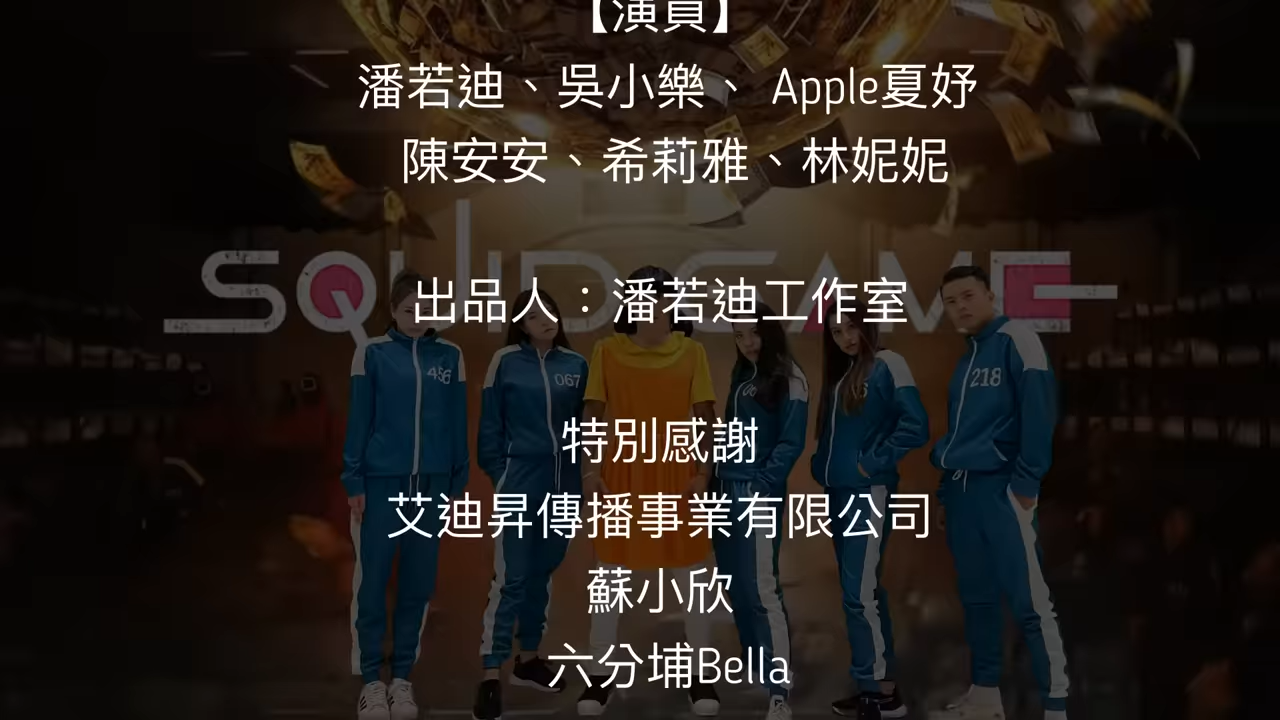 【演員】
潘若迪、吳小樂、 Apple夏妤
陳安安、希莉雅、林妮妮
SQUID GAME
出品人：潘若迪工作室
456
067
218
特別感謝
艾迪昇傳播事業有限公司
蘇小欣
六分埔Bella